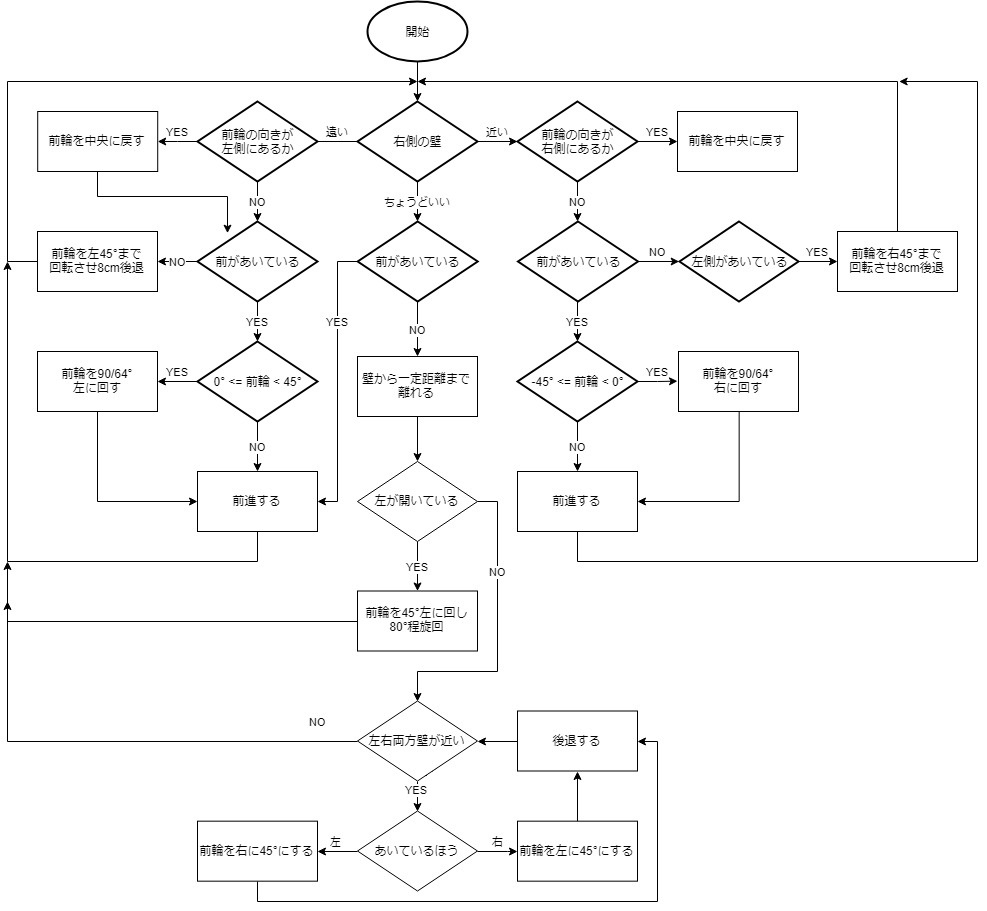 開始
遠い
右側の壁
近い
前輪を中央に戻す
YES
前輪の向きが
左側にあるか
前輪の向きが
右側にあるか
YES
前輪を中央に戻す
NO
ちょうどいい
NO
前輪を左45°まで
回転させ8cm後退
NO
前があいている
前があいている
前があいている
NO
左側があいている
YES
前輪を右45°まで
回転させ8cm後退
YES
YES
NO
YES
前輪を90/64°
左に回す
YES
0° <= 前輪 < 45°
壁から一定距離まで
離れる
-45° <= 前輪 < 0°
YES
前輪を90/64°
右に回す
NO
NO
前進する
左が開いている
前進する
YES
NO
前輪を45°左に回し
80°程旋回
NO
左右両方壁が近い
後退する
YES
前輪を右に45°にする
左
あいているほう
右
前輪を左に45°にする